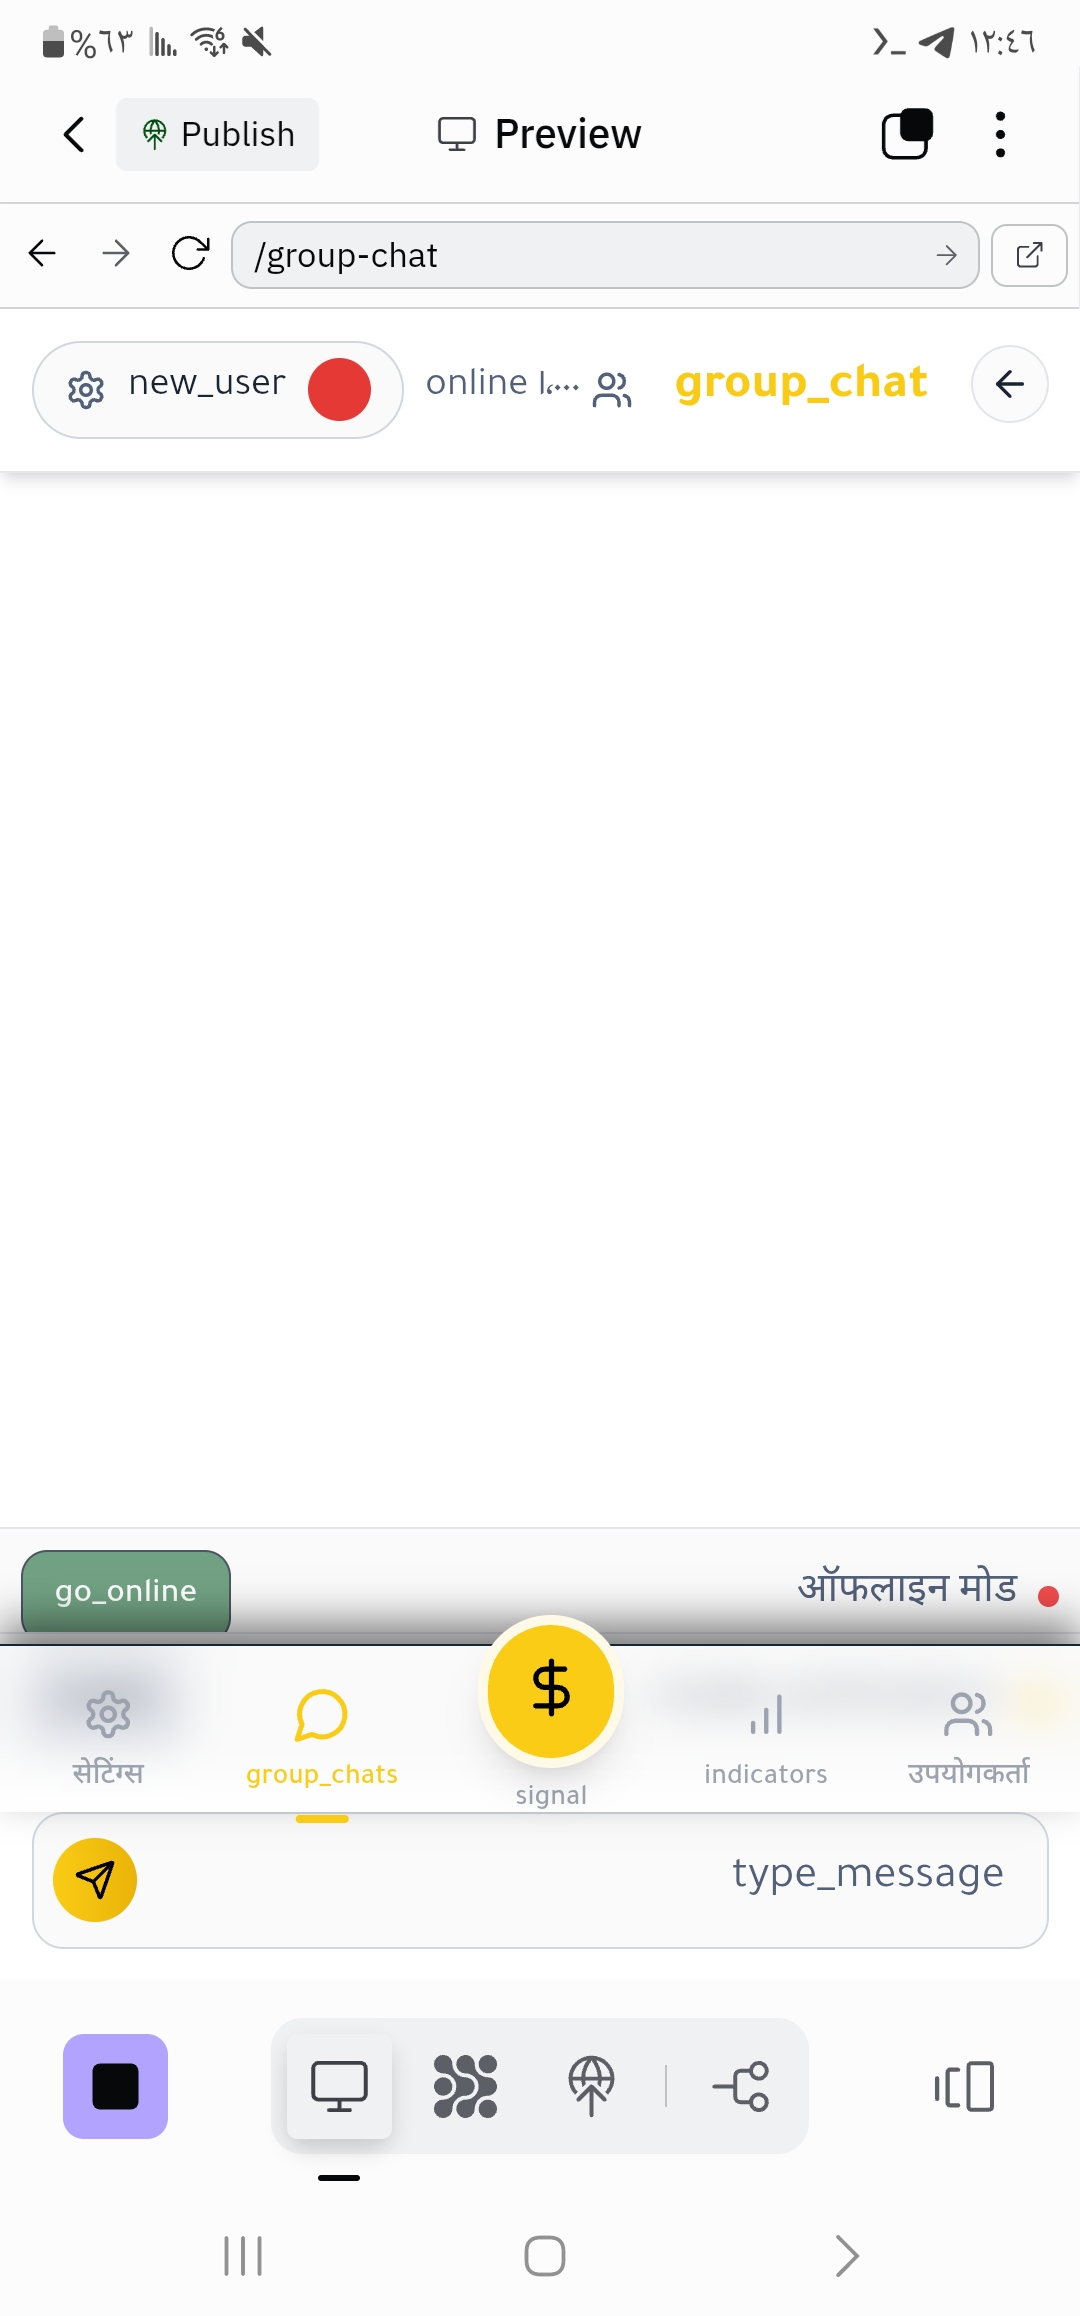 %٦٣
6
١٢:٤٦
Publish
Preview
/group-chat
new_user
online
group_chat
go_online
ऑफलाइन मोड
सेटिंग्स
group_chats
signal
indicators
उपयोगकर्ता
type_message